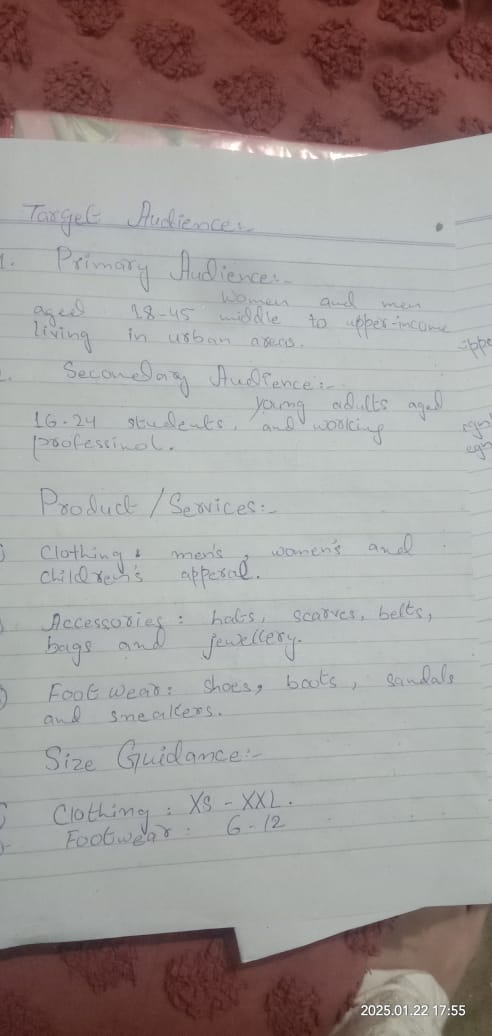 Target Audience:-
1. Primary Audience:-
Women and men
aged 18-45 middle to upper-income
living in urban areas.
Secondary Audience:-
young adults aged
16-24 students, and working
professinol.
Product / Services:-
Clothing: men's, women's and
children's apperal.
Accessories: hats, scarves, belts,
bags and jewellery.
Foot wear: shoes, boots, sandals
and sneakers.
Size Guidance:-
Clothing: XS - XXL.
Footwear: 6-12
2025.01.22 17:55